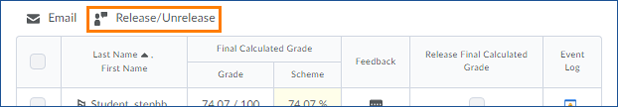 Email Release/Unrelease
Last Name , First Name
Final Calculated Grade
Grade
Scheme
Feedback
Release Final Calculated Grade
Event Log
74.07 / 100
74.07 %